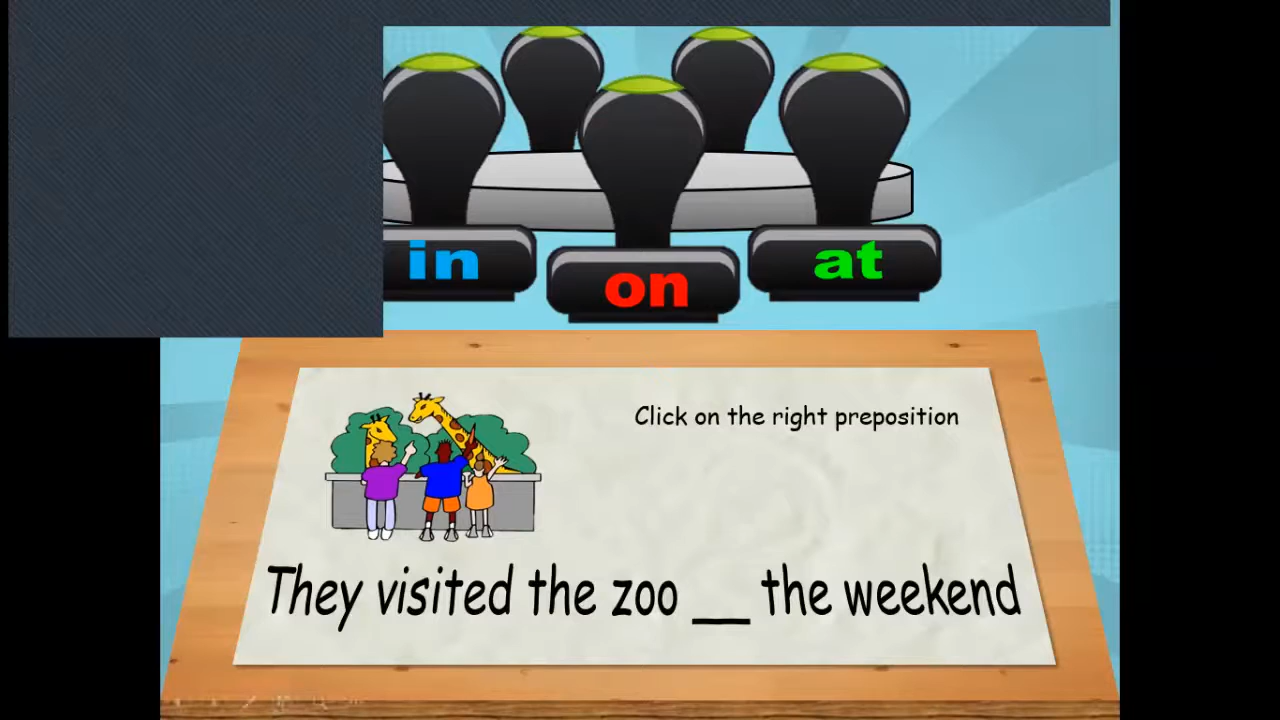 in
on
at
Click on the right preposition
They visited the zoo __ the weekend